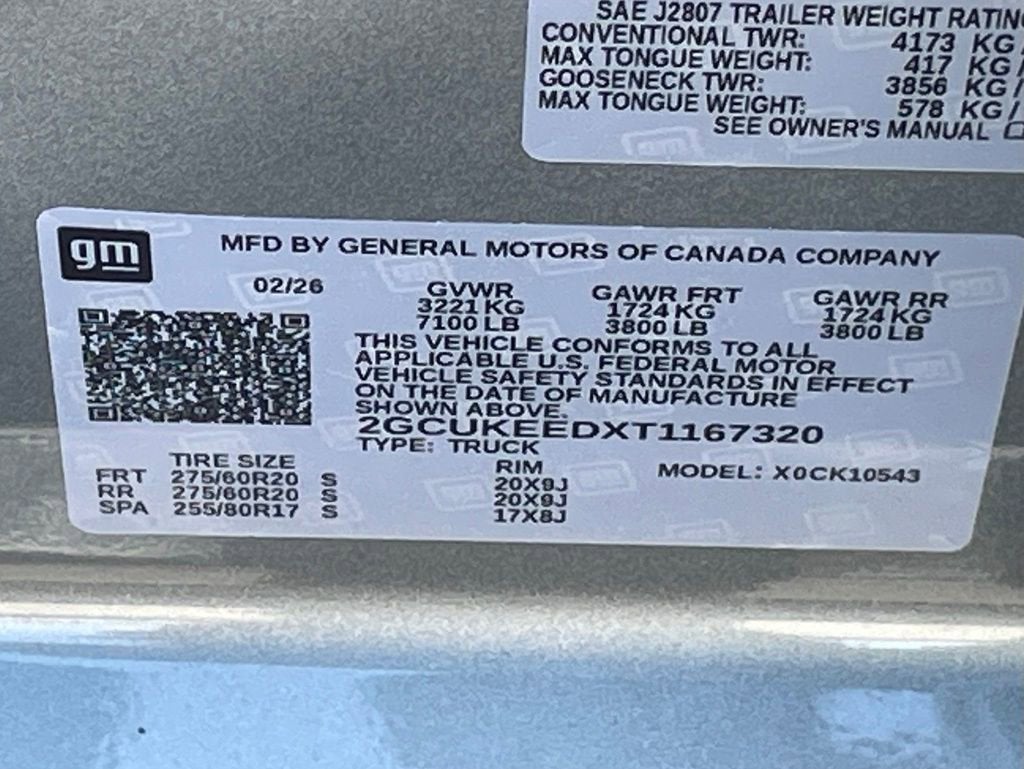 SAE J2807 TRAILER WEIGHT
CONVENTIONAL TWR: 4173 KG/
MAX TONGUE WEIGHT: 417 KG/
GOOSENECK TWR: 3856 KG/
MAX TONGUE WEIGHT: 578 KG/
SEE OWNER'S MANUAL
gm
MFD BY GENERAL MOTORS OF CANADA COMPANY
02/26
GVWR GAWR FRT GAWR RR
3221 KG 1724 KG 1724 KG
7100 LB 3800 LB 3800 LB
THIS VEHICLE CONFORMS TO ALL
APPLICABLE U.S. FEDERAL MOTOR
VEHICLE SAFETY STANDARDS IN EFFECT
ON THE DATE OF MANUFACTURE
SHOWN ABOVE.
2GCUKEEDXT1167320
TYPE: TRUCK
TIRE SIZE RIM MODEL: X0CK10543
FRT 275/60R20 S 20X9J
RR 275/60R20 S 20X9J
SPA 255/80R17 S 17X8J